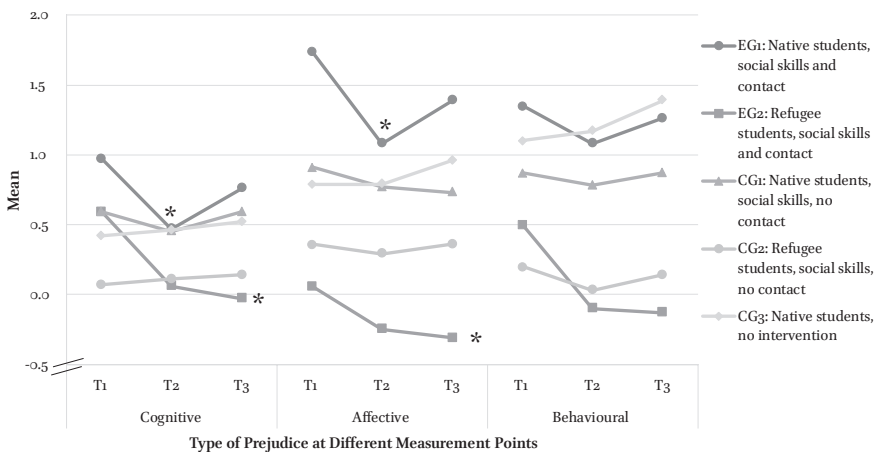 2.0
1.5
1.0
0.5
0.0
-0.5
Mean
*
*
*
*
T1 T2 T3 T1 T2 T3 T1 T2 T3
Cognitive Affective Behavioural
Type of Prejudice at Different Measurement Points
EG1: Native students,
social skills and
contact
EG2: Refugee
students, social skills
and contact
CG1: Native students,
social skills, no
contact
CG2: Refugee
students, social skills,
no contact
CG3: Native students,
no intervention